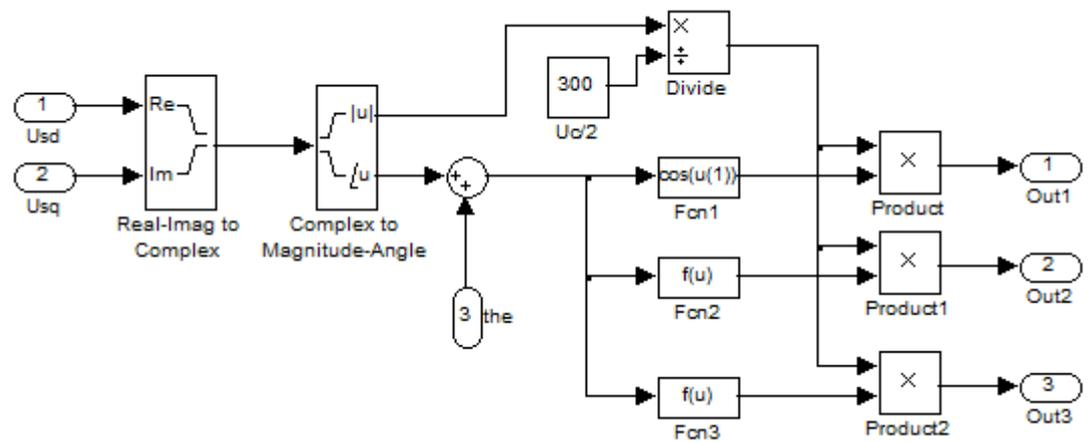 1
Usd
2
Usq
Re
Im
Real-Imag to
Complex
|u|
∠u
Complex to
Magnitude-Angle
+
+
3
the
300
Uc/2
×
÷
Divide
cos(u(1))
Fcn1
f(u)
Fcn2
f(u)
Fcn3
×
Product
×
Product1
×
Product2
1
Out1
2
Out2
3
Out3